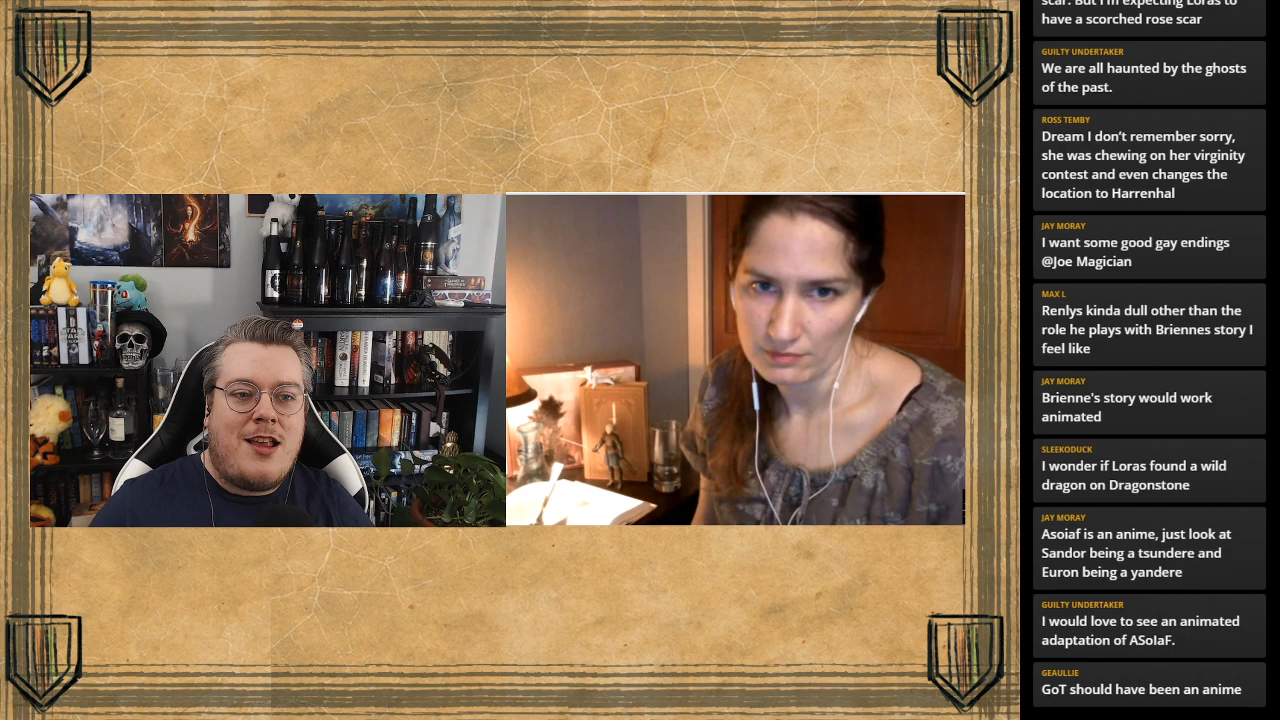 scar. But I'm expecting Loras to
have a scorched rose scar
GUILTY UNDERTAKER
We are all haunted by the ghosts
of the past.
ROSS TEMBY
Dream I don't remember sorry,
she was chewing on her virginity
contest and even changes the
location to Harrenhal
JAY MORAY
I want some good gay endings
@Joe Magician
MAX L
Renlys kinda dull other than the
role he plays with Briennes story I
feel like
JAY MORAY
Brienne's story would work
animated
SLEEKODUCK
I wonder if Loras found a wild
dragon on Dragonstone
JAY MORAY
Asoiaf is an anime, just look at
Sandor being a tsundere and
Euron being a yandere
GUILTY UNDERTAKER
I would love to see an animated
adaptation of ASoIaF.
GEAULLIE
GoT should have been an anime